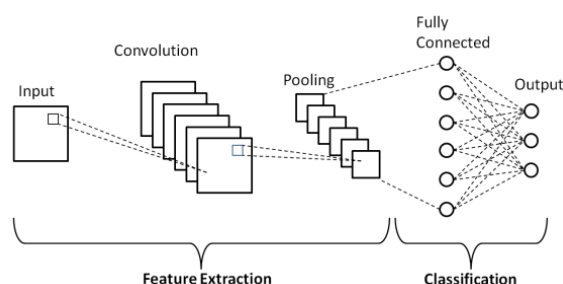 Fully
Connected
Convolution
Pooling
Output
Input
Feature Extraction
Classification